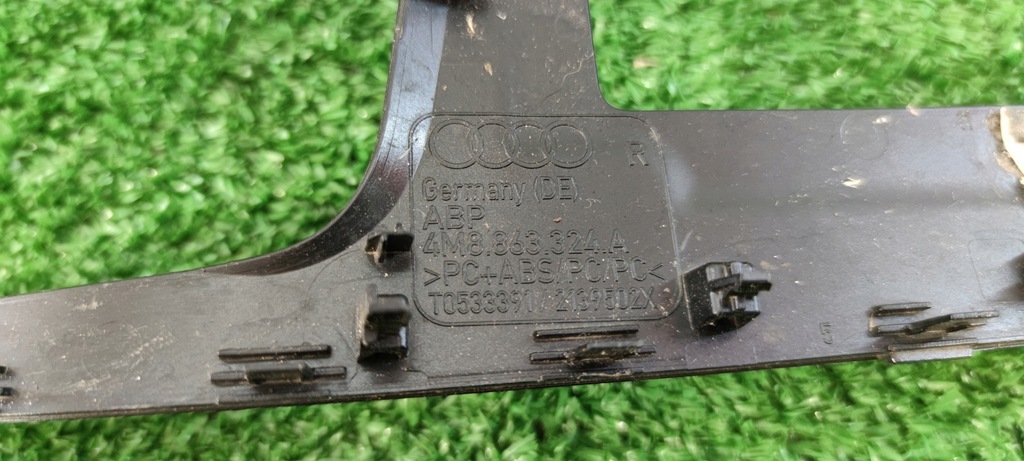 R
Germany (DE)
ABP
4M8.863.324.A
>PC+ABS/PC/PC<
5